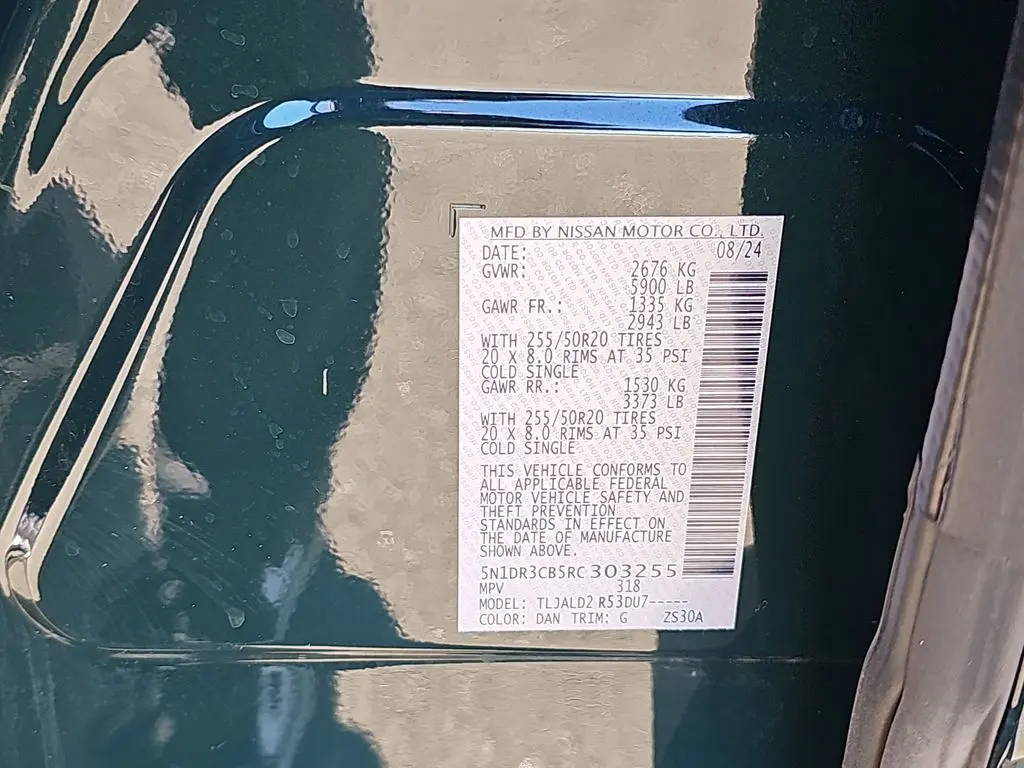 MFD BY NISSAN MOTOR CO., LTD.
DATE: 08/24
GVWR: 2676 KG
5900 LB
GAWR FR.: 1335 KG
2943 LB
WITH 255/50R20 TIRES
20 X 8.0 RIMS AT 35 PSI
COLD SINGLE
GAWR RR.: 1530 KG
3373 LB
WITH 255/50R20 TIRES
20 X 8.0 RIMS AT 35 PSI
COLD SINGLE
THIS VEHICLE CONFORMS TO
ALL APPLICABLE FEDERAL
MOTOR VEHICLE SAFETY AND
THEFT PREVENTION
STANDARDS IN EFFECT ON
THE DATE OF MANUFACTURE
SHOWN ABOVE.
5N1DR3CB5RC303255
MPV 318
MODEL: TLJALD2 R53DU7-----
COLOR: DAN TRIM: G ZS30A